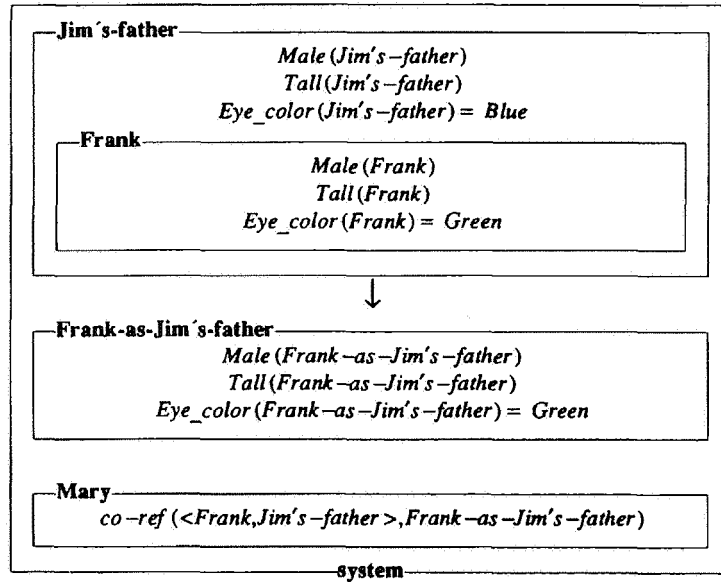 Jim´s-father
Male(Jim's–father)
Tall(Jim's–father)
Eye_color(Jim's–father) = Blue
Frank
Male(Frank)
Tall(Frank)
Eye_color(Frank) = Green
↓
Frank-as-Jim´s-father
Male(Frank–as–Jim's–father)
Tall(Frank–as–Jim's–father)
Eye_color(Frank–as–Jim's–father) = Green
Mary
co–ref (<Frank,Jim's–father>,Frank–as–Jim's–father)
system